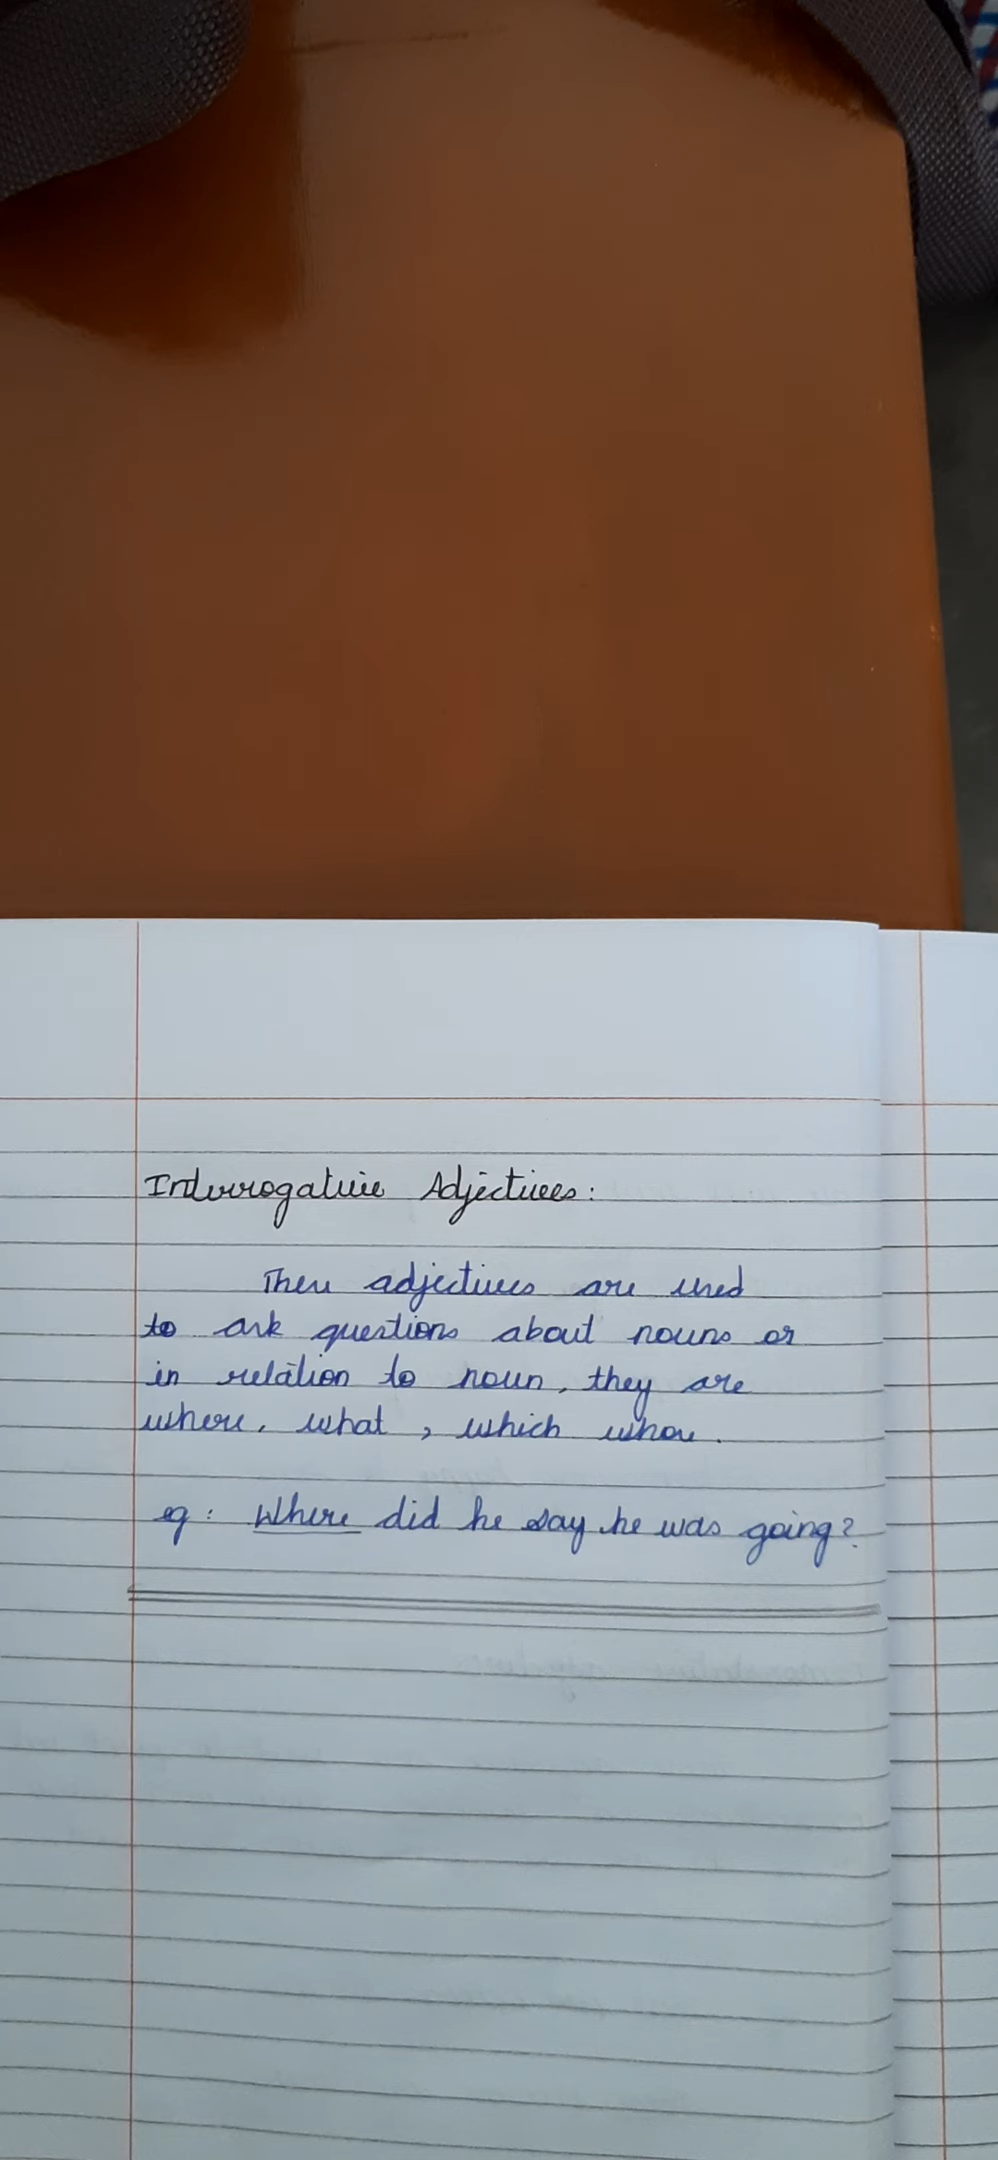 Interrogative Adjectives:
These adjectives are used
to ask questions about nouns or
in relation to noun, they are
where, what, which whose.
eg: Where did he say he was going?